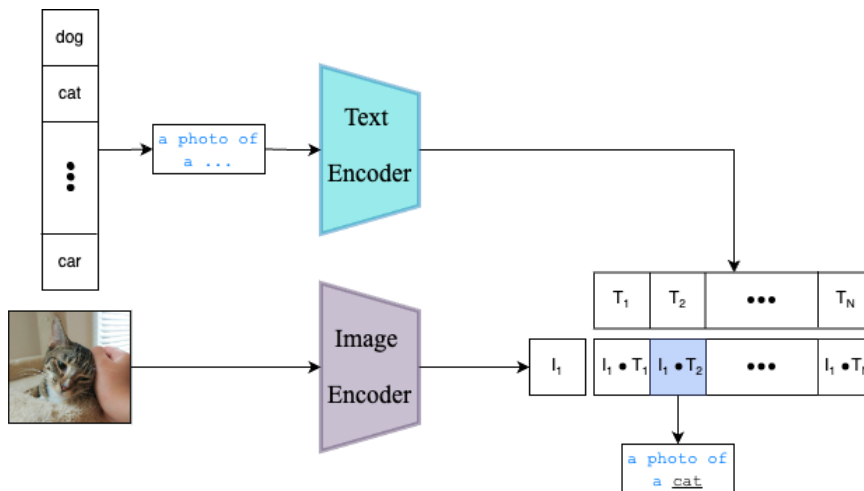 dog
cat
•••
car
a photo of
a ...
Text
Encoder
Image
Encoder
T₁
T₂
•••
T_N
I₁
I₁ • T₁
I₁ • T₂
•••
a photo of
a cat